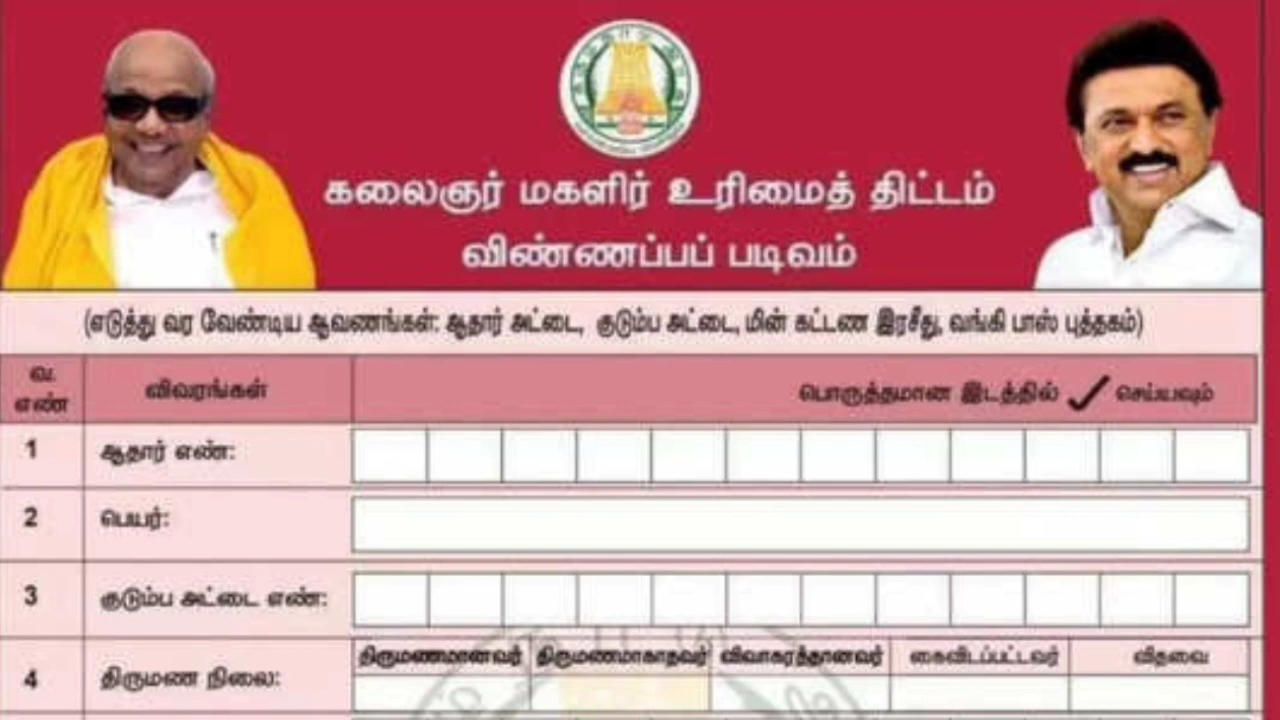 கலைஞர் மகளிர் உரிமைத் திட்டம்
விண்ணப்பப் படிவம்
(எடுத்து வர வேண்டிய ஆவணங்கள்: ஆதார் அட்டை, குடும்ப அட்டை, மின் கட்டண இரசீது, வங்கி பாஸ் புத்தகம்)
வ. எண் விவரங்கள் பொருத்தமான இடத்தில் ✓ செய்யவும்
1 ஆதார் எண்:
2 பெயர்:
3 குடும்ப அட்டை எண்:
4 திருமண நிலை: திருமணமானவர் திருமணமாகாதவர் விவாகரத்தானவர் கைவிடப்பட்டவர் விதவை